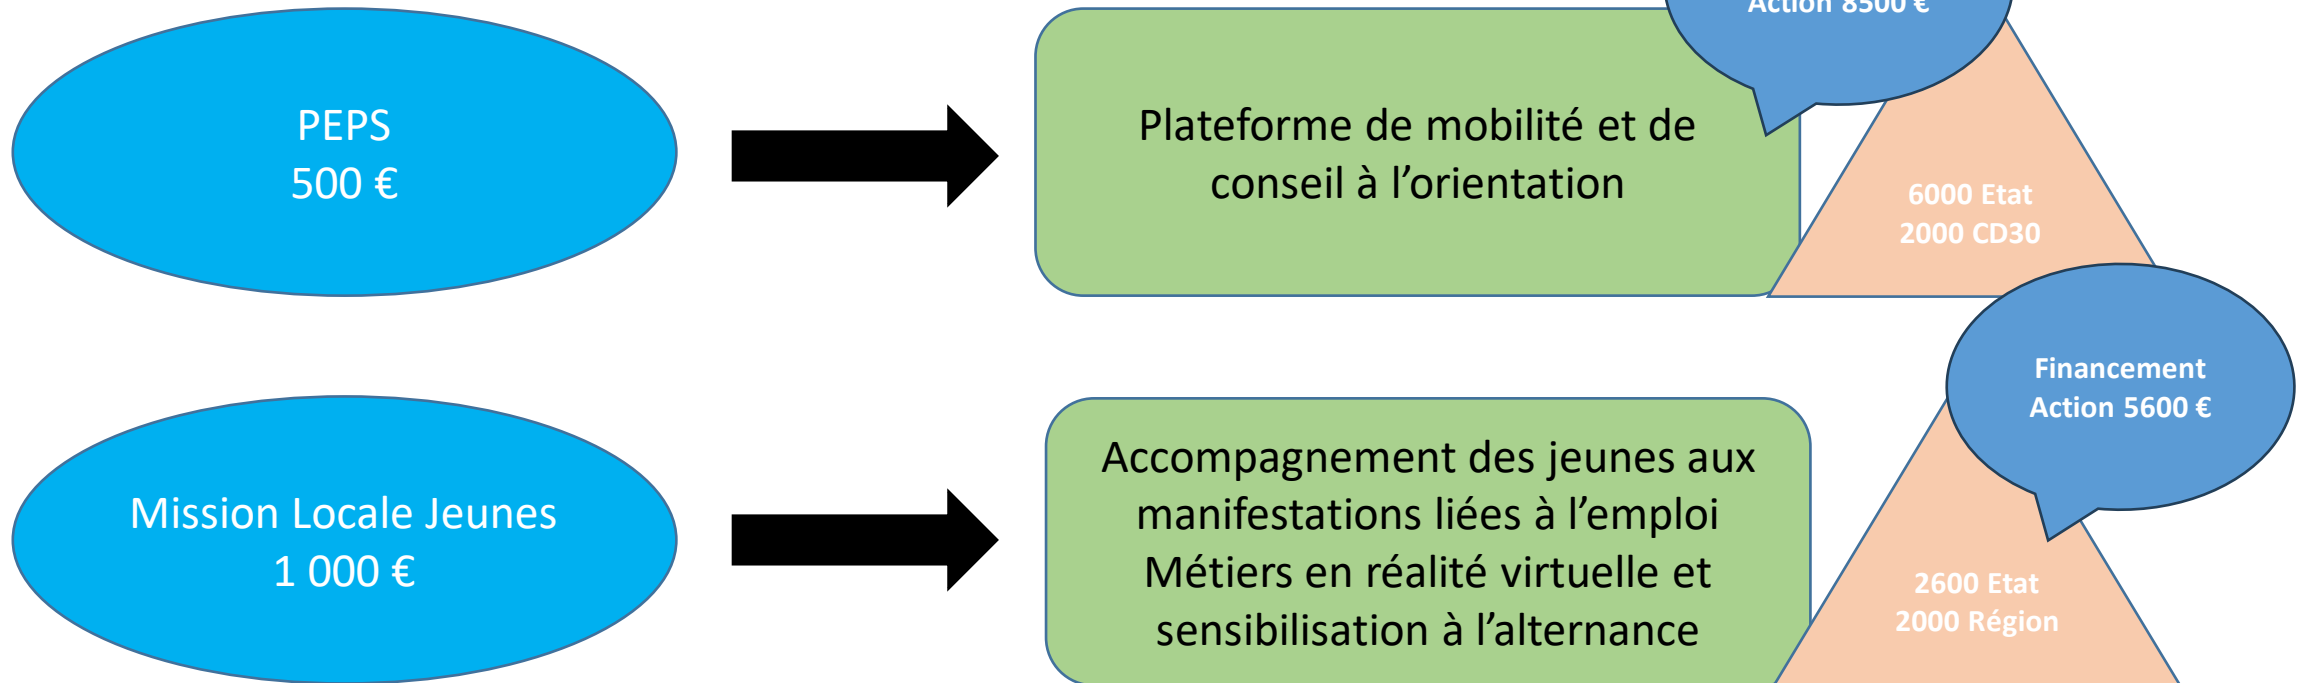 Action 8500 €
PEPS
500 €
Plateforme de mobilité et de
conseil à l’orientation
6000 Etat
2000 CD30
Financement
Action 5600 €
Mission Locale Jeunes
1 000 €
Accompagnement des jeunes aux
manifestations liées à l’emploi
Métiers en réalité virtuelle et
sensibilisation à l’alternance
2600 Etat
2000 Région